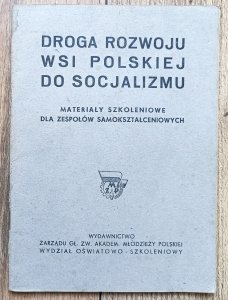 DROGA ROZWOJU
WSI POLSKIEJ
DO SOCJALIZMU
MATERIAŁY SZKOLENIOWE
DLA ZESPOŁÓW SAMOKSZTAŁCENIOWYCH
WYDAWNICTWO
ZARZĄDU GŁ. ZW. AKADEM. MŁODZIEŻY POLSKIEJ
WYDZIAŁ OŚWIATOWO - SZKOLENIOWY